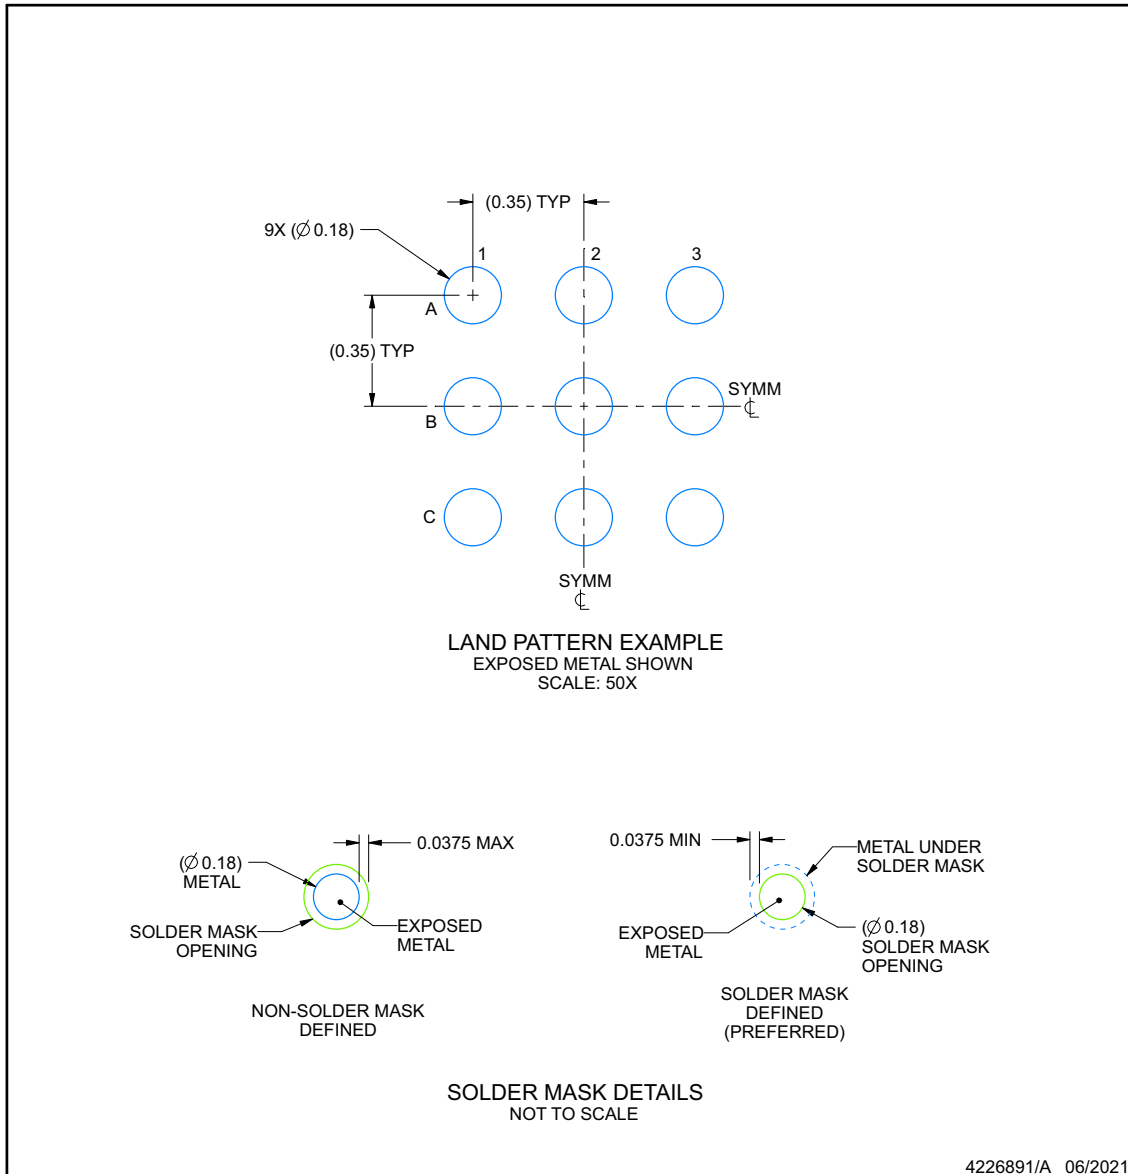 (0.35) TYP
9X (∅ 0.18)
1
2
3
A
(0.35) TYP
SYMM
℄
B
C
SYMM
℄
LAND PATTERN EXAMPLE
EXPOSED METAL SHOWN
SCALE: 50X
0.0375 MAX
(∅ 0.18)
METAL
SOLDER MASK
OPENING
EXPOSED
METAL
NON-SOLDER MASK
DEFINED
0.0375 MIN
METAL UNDER
SOLDER MASK
EXPOSED
METAL
(∅ 0.18)
SOLDER MASK
OPENING
SOLDER MASK
DEFINED
(PREFERRED)
SOLDER MASK DETAILS
NOT TO SCALE
4226891/A 06/2021